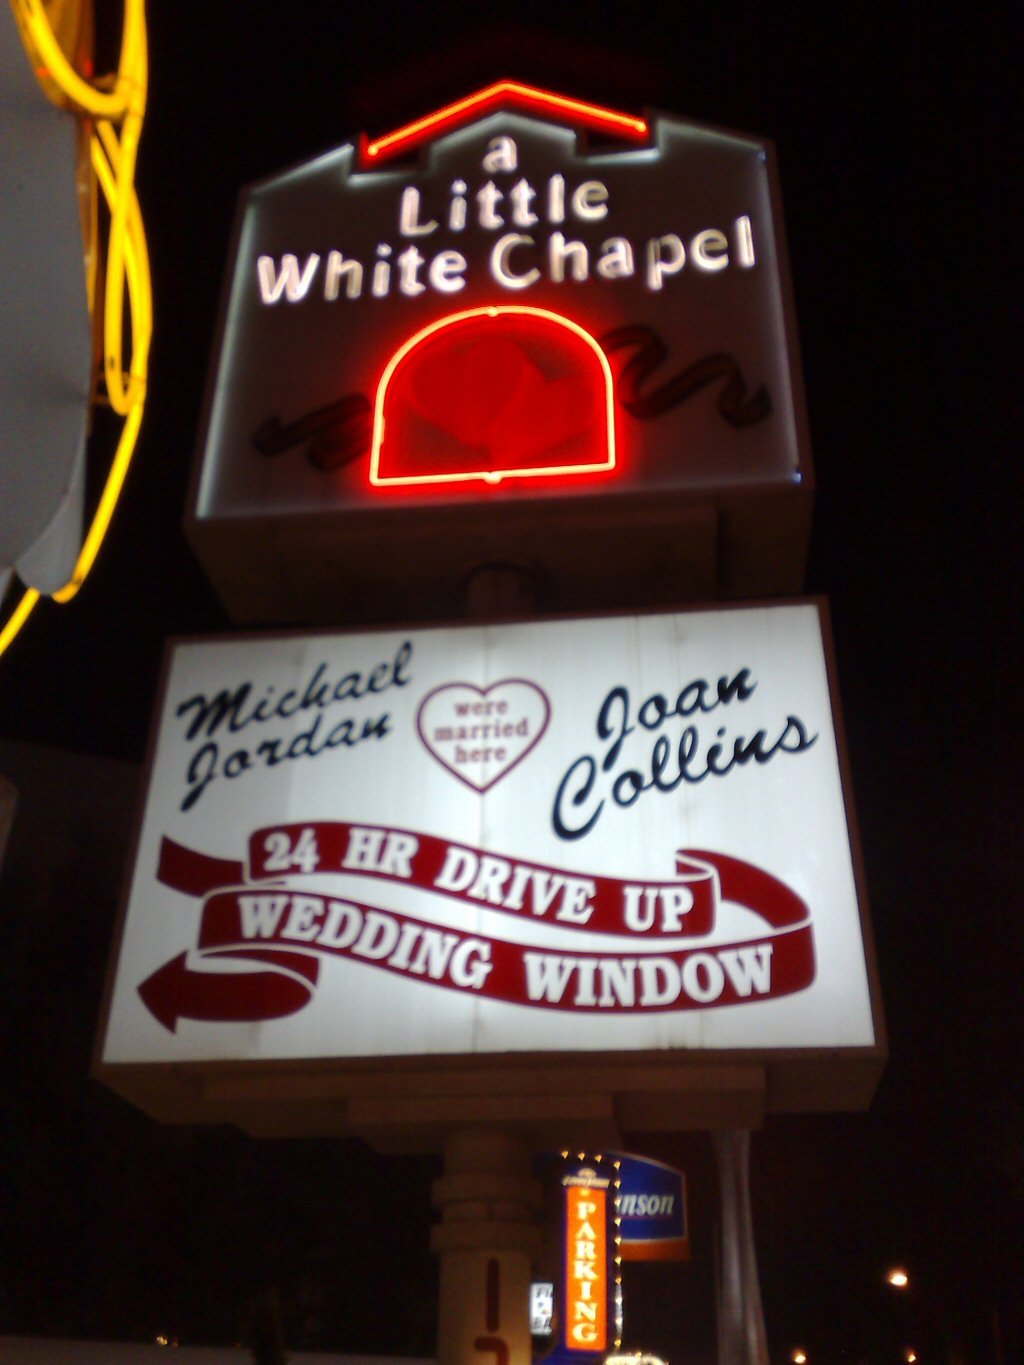 a
Little
White Chapel
Michael
Jordan
were
married
here
Joan
Collins
24 HR DRIVE UP
WEDDING WINDOW
PARKING
nson